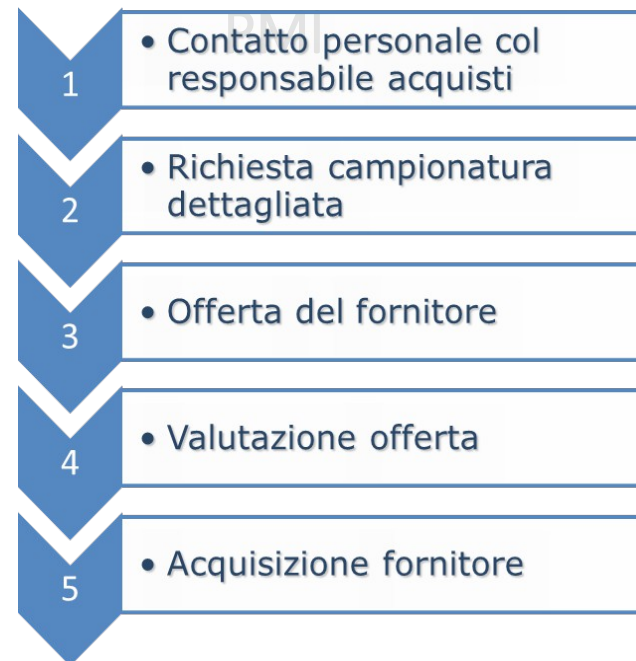 PMI
1
• Contatto personale col
responsabile acquisti
2
• Richiesta campionatura
dettagliata
3
• Offerta del fornitore
4
• Valutazione offerta
5
• Acquisizione fornitore